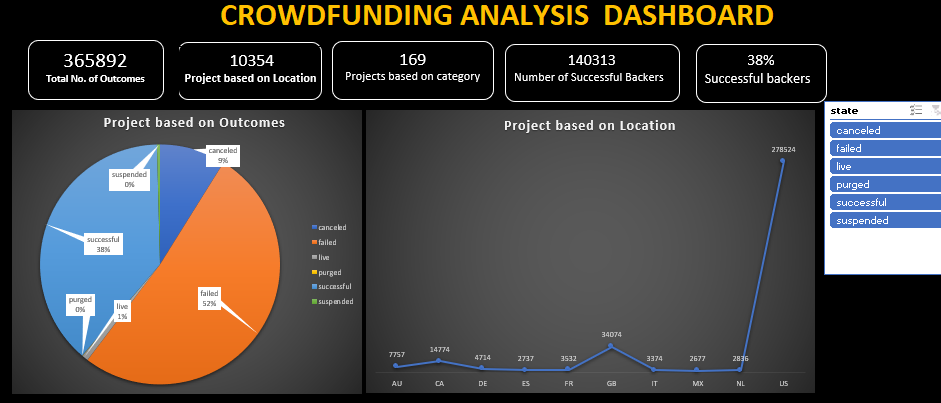 CROWDFUNDING ANALYSIS DASHBOARD
365892
Total No. of Outcomes
10354
Project based on Location
169
Projects based on category
140313
Number of Successful Backers
38%
Successful backers
Project based on Outcomes
canceled
9%
suspended
0%
successful
38%
purged
0%
live
1%
failed
52%
canceled
failed
live
purged
successful
suspended
Project based on Location
7757
14774
4714
2737
3532
34074
3374
2677
2836
278524
AU
CA
DE
ES
FR
GB
IT
MX
NL
US
state
canceled
failed
live
purged
successful
suspended